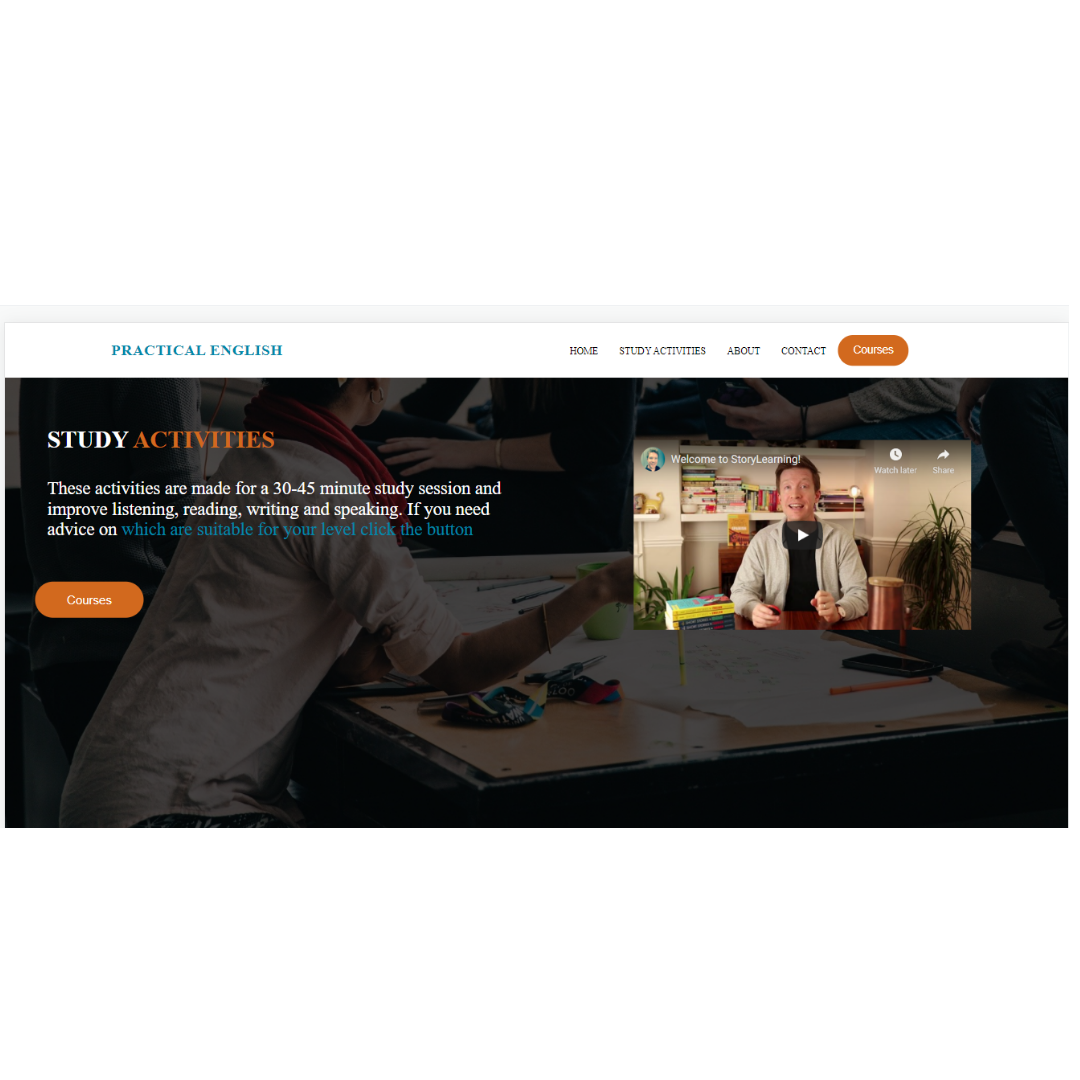 PRACTICAL ENGLISH
HOME STUDY ACTIVITIES ABOUT CONTACT Courses
STUDY ACTIVITIES
These activities are made for a 30-45 minute study session and
improve listening, reading, writing and speaking. If you need
advice on which are suitable for your level click the button
Courses
Welcome to StoryLearning!
Watch later
Share